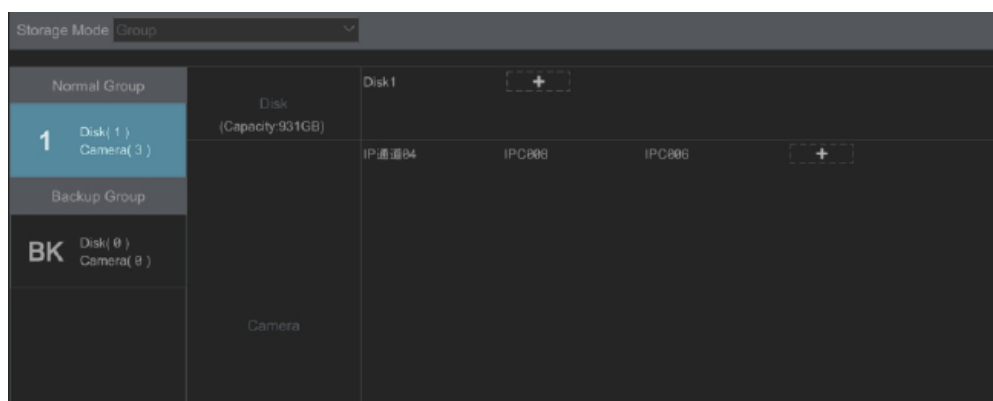 Storage Mode Group
Normal Group
1
Disk( 1 )
Camera( 3 )
Backup Group
BK
Disk( 0 )
Camera( 0 )
Disk
(Capacity:931GB)
Disk1
+
IP通道04
IPC008
IPC006
+
Camera